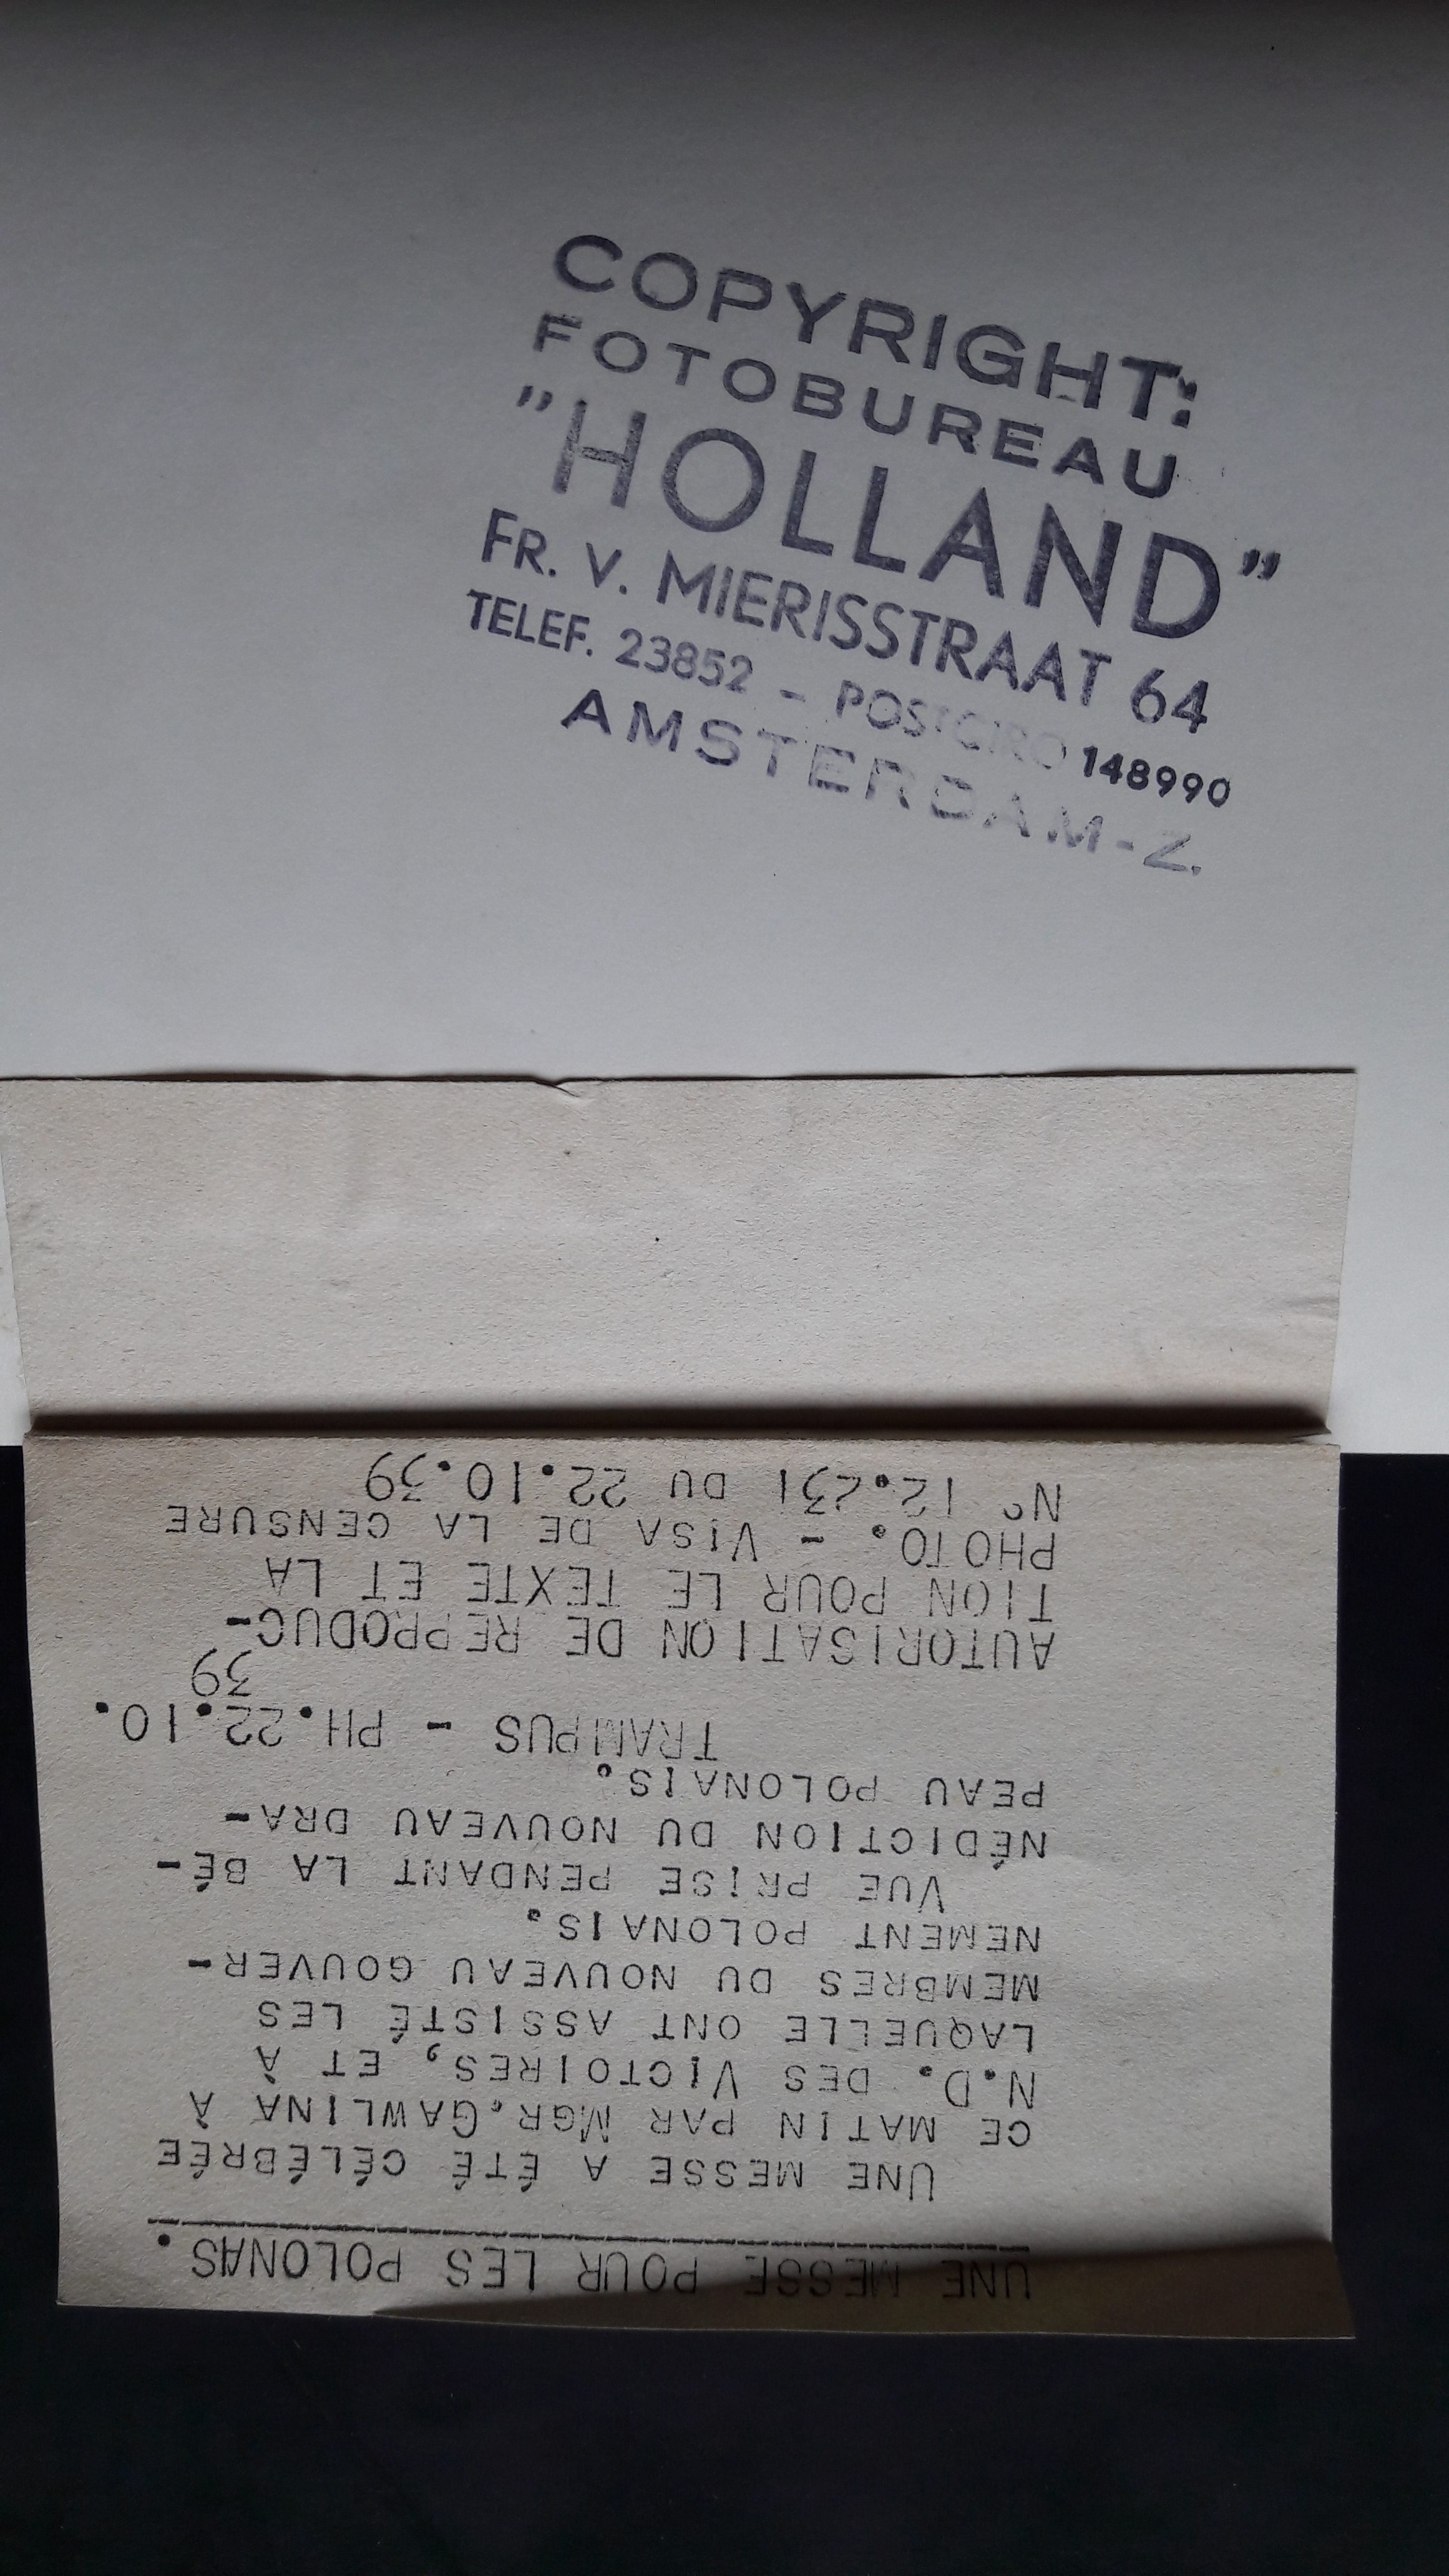 COPYRIGHT:
FOTOBUREAU
"HOLLAND"
FR. V. MIERISSTRAAT 64
TELEF. 23852 - POSTGIRO 148990
AMSTERDAM-Z.
UNE MESSE POUR LES POLONAS.
UNE MESSE A ÉTÉ CÉLÉBRÉE
CE MATIN PAR MGR.GAWLINA À
N.D. DES VICTOIRES, ET À
LAQUELLE ONT ASSISTÉ LES
MEMBRES DU NOUVEAU GOUVER-
NEMENT POLONAIS.
VUE PRISE PENDANT LA BÉ-
NÉDICTION DU NOUVEAU DRA-
PEAU POLONAIS.
TRAMPUS - PH.22.10.
39
AUTORISATION DE REPRODUC-
TION POUR LE TEXTE ET LA
PHOTO. - VISA DE LA CENSURE
N° 12.231 DU 22.10.39